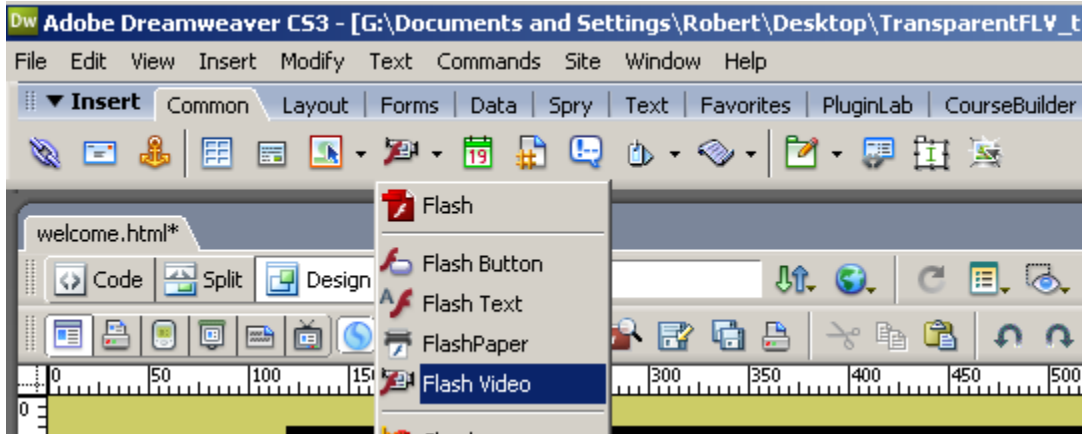 Dw Adobe Dreamweaver CS3 - [G:\Documents and Settings\Robert\Desktop\TransparentFLV_t
File Edit View Insert Modify Text Commands Site Window Help
▼ Insert Common Layout Forms Data Spry Text Favorites PluginLab CourseBuilder
19
Flash
welcome.html*
Flash Button
Code Split Design
Flash Text
FlashPaper
Flash Video
0 50 100 15 300 350 400 450 500
0